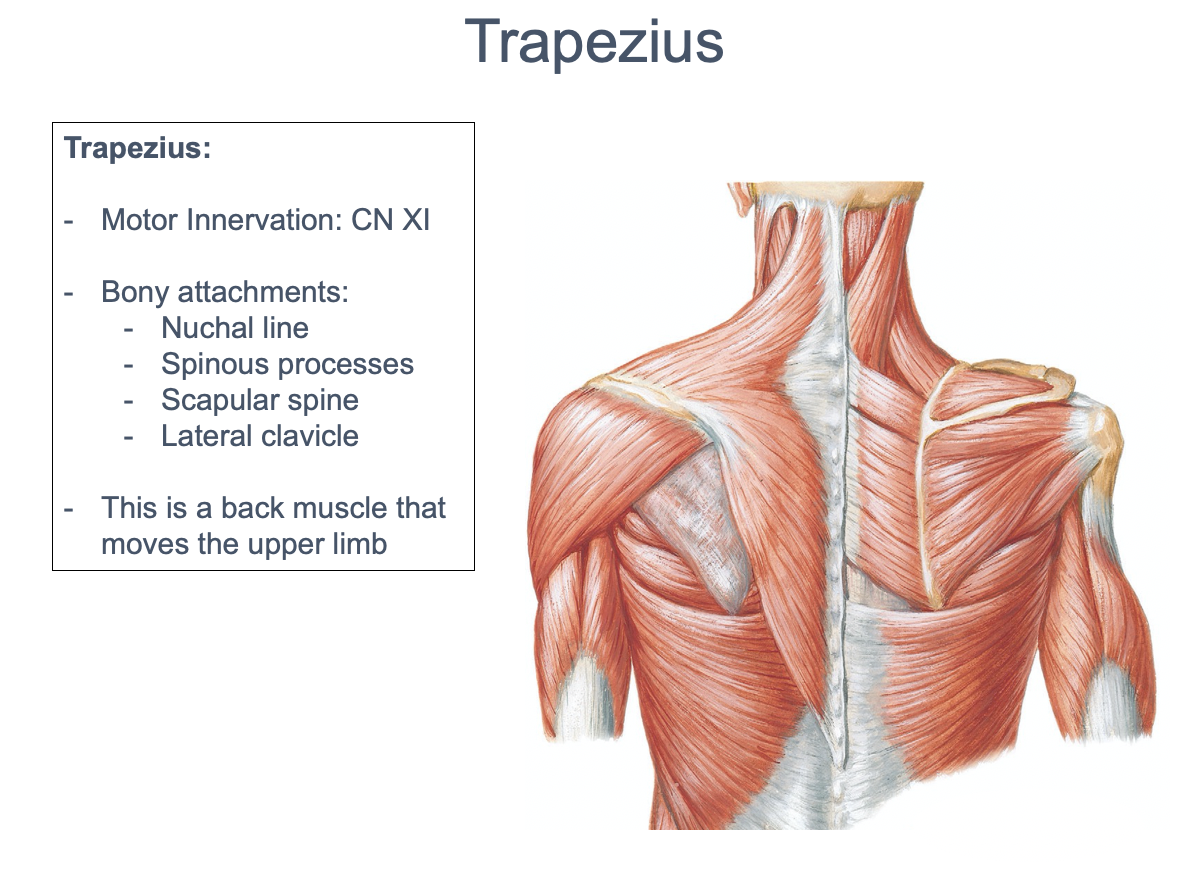 Trapezius
Trapezius:
- Motor Innervation: CN XI
- Bony attachments:
- Nuchal line
- Spinous processes
- Scapular spine
- Lateral clavicle
- This is a back muscle that
moves the upper limb